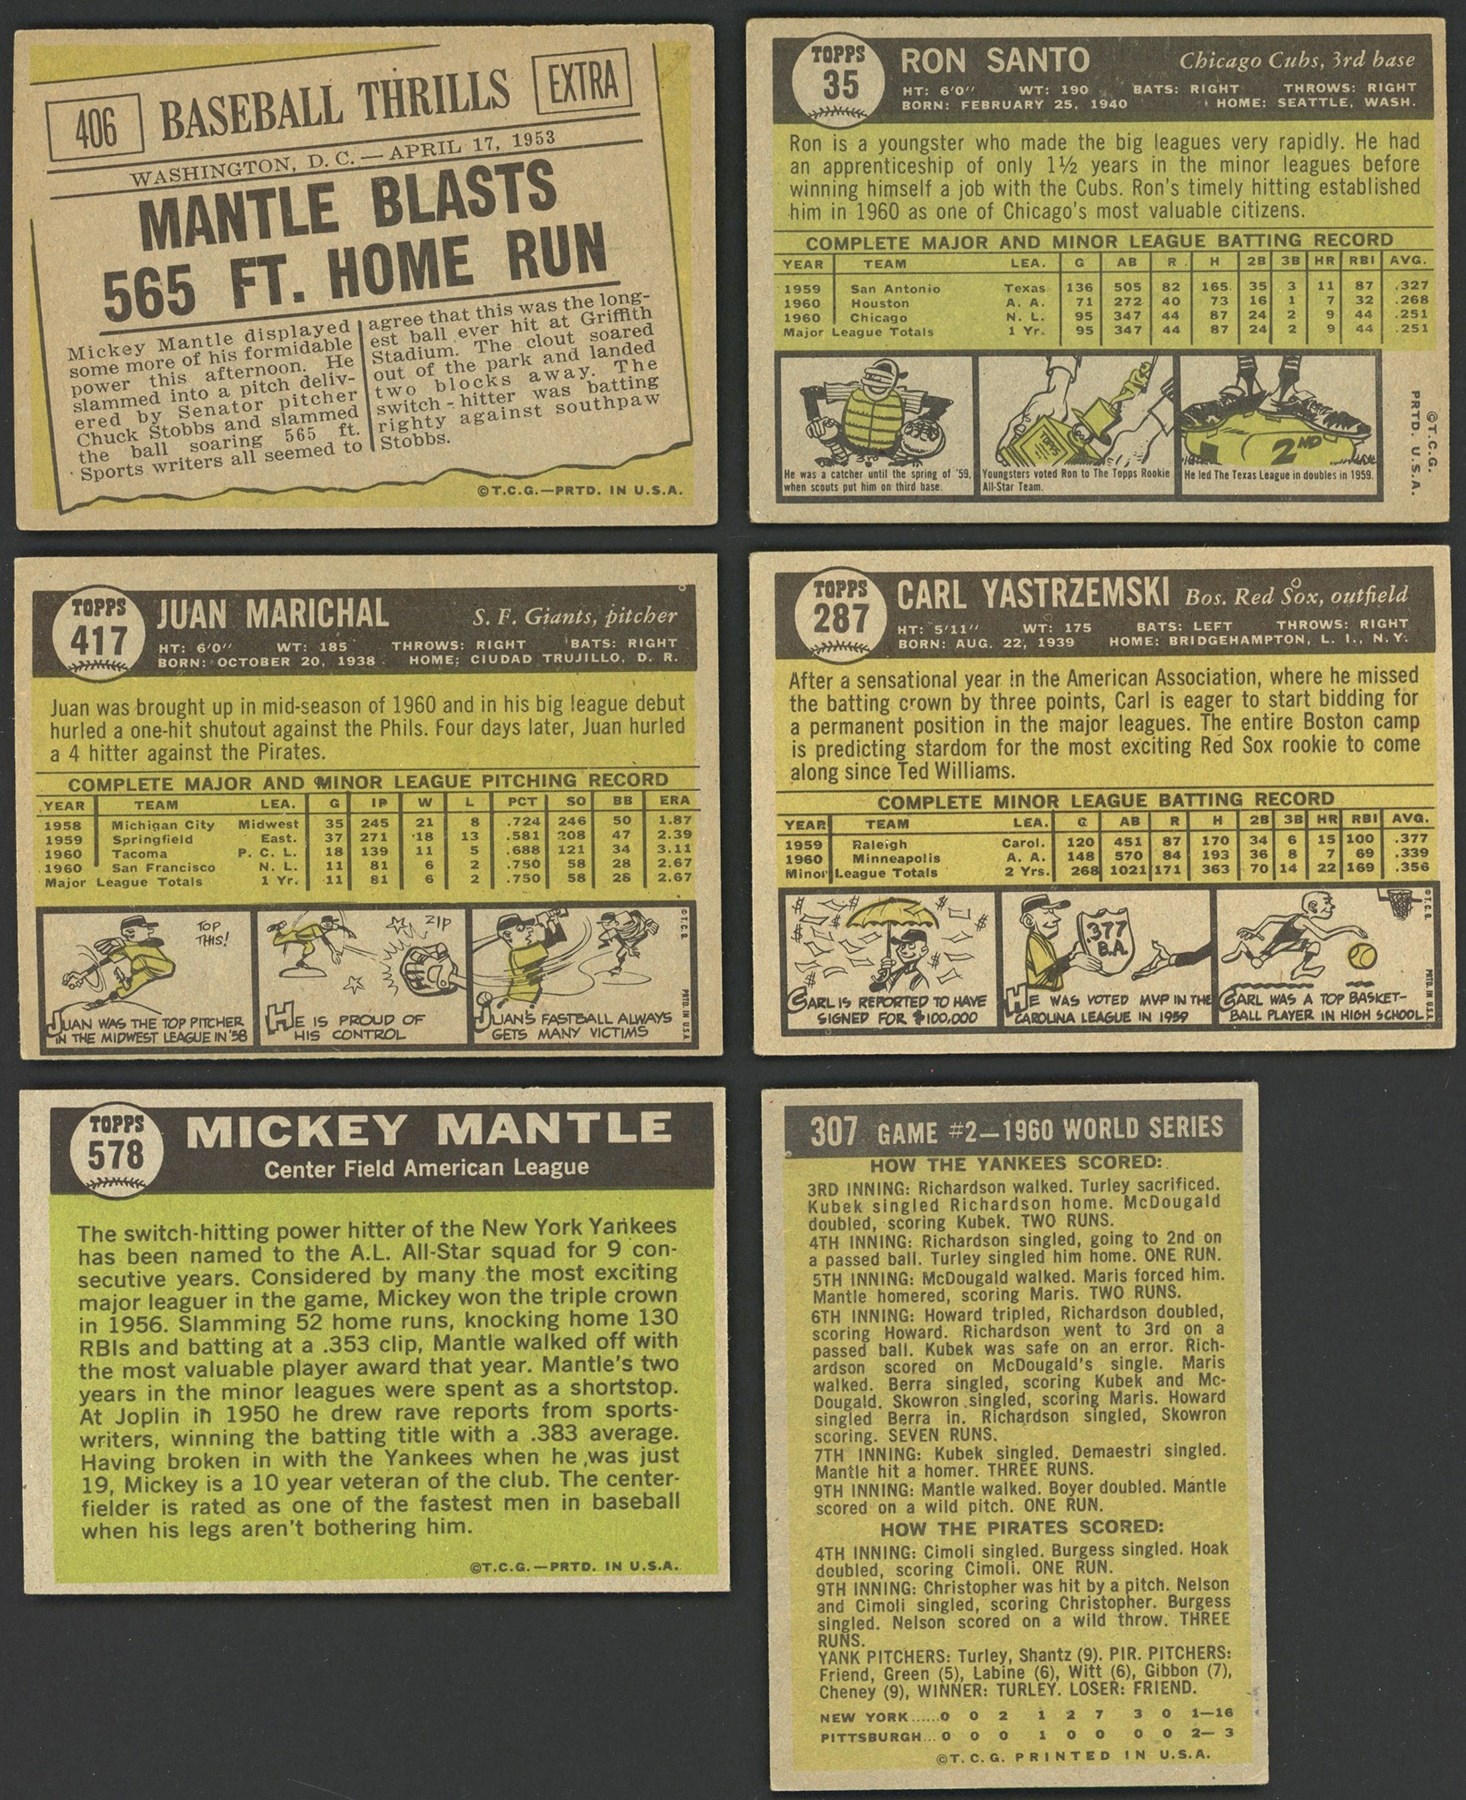 406 BASEBALL THRILLS EXTRA
WASHINGTON, D. C. — APRIL 17, 1953
MANTLE BLASTS
565 FT. HOME RUN
Mickey Mantle displayed
some more of his formidable
power this afternoon. He
slammed into a pitch deliv-
ered by Senator pitcher
Chuck Stobbs and slammed
the ball soaring 565 ft.
Sports writers all seemed to
agree that this was the long-
est ball ever hit at Griffith
Stadium. The clout soared
out of the park and landed
two blocks away. The
switch-hitter was batting
righty against southpaw
Stobbs.
©T.C.G.—PRTD. IN U.S.A.
TOPPS
35
RON SANTO Chicago Cubs, 3rd base
HT: 6'0" WT: 190 BATS: RIGHT THROWS: RIGHT
BORN: FEBRUARY 25, 1940 HOME: SEATTLE, WASH.
Ron is a youngster who made the big leagues very rapidly. He had
an apprenticeship of only 1½ years in the minor leagues before
winning himself a job with the Cubs. Ron's timely hitting established
him in 1960 as one of Chicago's most valuable citizens.
COMPLETE MAJOR AND MINOR LEAGUE BATTING RECORD
YEAR TEAM LEA. G AB R H 2B 3B HR RBI AVG.
1959 San Antonio Texas 136 505 82 165 35 3 11 87 .327
1960 Houston A. A. 71 272 40 73 16 1 7 32 .268
1960 Chicago N. L. 95 347 44 87 24 2 9 44 .251
Major League Totals 1 Yr. 95 347 44 87 24 2 9 44 .251
2ND
He was a catcher until the spring of '59,
when scouts put him on third base.
Youngsters voted Ron to The Topps Rookie
All-Star Team.
He led The Texas League in doubles in 1959.
©T.C.G.
PRTD. U.S.A.
TOPPS
417
JUAN MARICHAL S. F. Giants, pitcher
HT: 6'0" WT: 185 THROWS: RIGHT BATS: RIGHT
BORN: OCTOBER 20, 1938 HOME: CIUDAD TRUJILLO, D. R.
Juan was brought up in mid-season of 1960 and in his big league debut
hurled a one-hit shutout against the Phils. Four days later, Juan hurled
a 4 hitter against the Pirates.
COMPLETE MAJOR AND MINOR LEAGUE PITCHING RECORD
YEAR TEAM LEA. G IP W L PCT SO BB ERA
1958 Michigan City Midwest 35 245 21 8 .724 246 50 1.87
1959 Springfield East. 37 271 18 13 .581 208 47 2.39
1960 Tacoma P. C. L. 18 139 11 5 .688 121 34 3.11
1960 San Francisco N. L. 11 81 6 2 .750 58 28 2.67
Major League Totals 1 Yr. 11 81 6 2 .750 58 28 2.67
TOP
THIS!
ZIP
JUAN WAS THE TOP PITCHER
IN THE MIDWEST LEAGUE IN '58
HE IS PROUD OF
HIS CONTROL
JUAN'S FASTBALL ALWAYS
GETS MANY VICTIMS
©T.C.G.
PRTD. IN U.S.A.
TOPPS
287
CARL YASTRZEMSKI Bos. Red Sox, outfield
HT: 5'11" WT: 175 BATS: LEFT THROWS: RIGHT
BORN: AUG. 22, 1939 HOME: BRIDGEHAMPTON, L. I., N. Y.
After a sensational year in the American Association, where he missed
the batting crown by three points, Carl is eager to start bidding for
a permanent position in the major leagues. The entire Boston camp
is predicting stardom for the most exciting Red Sox rookie to come
along since Ted Williams.
COMPLETE MINOR LEAGUE BATTING RECORD
YEAR TEAM LEA. G AB R H 2B 3B HR RBI AVG.
1959 Raleigh Carol. 120 451 87 170 34 6 15 100 .377
1960 Minneapolis A. A. 148 570 84 193 36 8 7 69 .339
Minor League Totals 2 Yrs. 268 1021 171 363 70 14 22 169 .356
.377
B.A.
CARL IS REPORTED TO HAVE
SIGNED FOR $100,000
HE WAS VOTED MVP IN THE
CAROLINA LEAGUE IN 1959
CARL WAS A TOP BASKET-
BALL PLAYER IN HIGH SCHOOL
©T.C.G.
PRTD. IN U.S.A.
TOPPS
578
MICKEY MANTLE
Center Field American League
The switch-hitting power hitter of the New York Yankees
has been named to the A.L. All-Star squad for 9 con-
secutive years. Considered by many the most exciting
major leaguer in the game, Mickey won the triple crown
in 1956. Slamming 52 home runs, knocking home 130
RBIs and batting at a .353 clip, Mantle walked off with
the most valuable player award that year. Mantle's two
years in the minor leagues were spent as a shortstop.
At Joplin in 1950 he drew rave reports from sports-
writers, winning the batting title with a .383 average.
Having broken in with the Yankees when he was just
19, Mickey is a 10 year veteran of the club. The center-
fielder is rated as one of the fastest men in baseball
when his legs aren't bothering him.
©T.C.G.—PRTD. IN U.S.A.
307 GAME #2—1960 WORLD SERIES
HOW THE YANKEES SCORED:
3RD INNING: Richardson walked. Turley sacrificed.
Kubek singled Richardson home. McDougald
doubled, scoring Kubek. TWO RUNS.
4TH INNING: Richardson singled, going to 2nd on
a passed ball. Turley singled him home. ONE RUN.
5TH INNING: McDougald walked. Maris forced him.
Mantle homered, scoring Maris. TWO RUNS.
6TH INNING: Howard tripled, Richardson doubled,
scoring Howard. Richardson went to 3rd on a
passed ball. Kubek was safe on an error. Rich-
ardson scored on McDougald's single. Maris
walked. Berra singled, scoring Kubek and Mc-
Dougald. Skowron singled, scoring Maris. Howard
singled Berra in. Richardson singled, Skowron
scoring. SEVEN RUNS.
7TH INNING: Kubek singled. Demaestri singled.
Mantle hit a homer. THREE RUNS.
9TH INNING: Mantle walked. Boyer doubled. Mantle
scored on a wild pitch. ONE RUN.
HOW THE PIRATES SCORED:
4TH INNING: Cimoli singled. Burgess singled. Hoak
doubled, scoring Cimoli. ONE RUN.
9TH INNING: Christopher was hit by a pitch. Nelson
and Cimoli singled, scoring Christopher. Burgess
singled. Nelson scored on a wild throw. THREE
RUNS.
YANK PITCHERS: Turley, Shantz (9). PIR. PITCHERS:
Friend, Green (5), Labine (6), Witt (6), Gibbon (7),
Cheney (9), WINNER: TURLEY. LOSER: FRIEND.
NEW YORK......0 0 2 1 2 7 3 0 1—16
PITTSBURGH...0 0 0 1 0 0 0 0 2— 3
©T. C. G. PRINTED IN U.S.A.